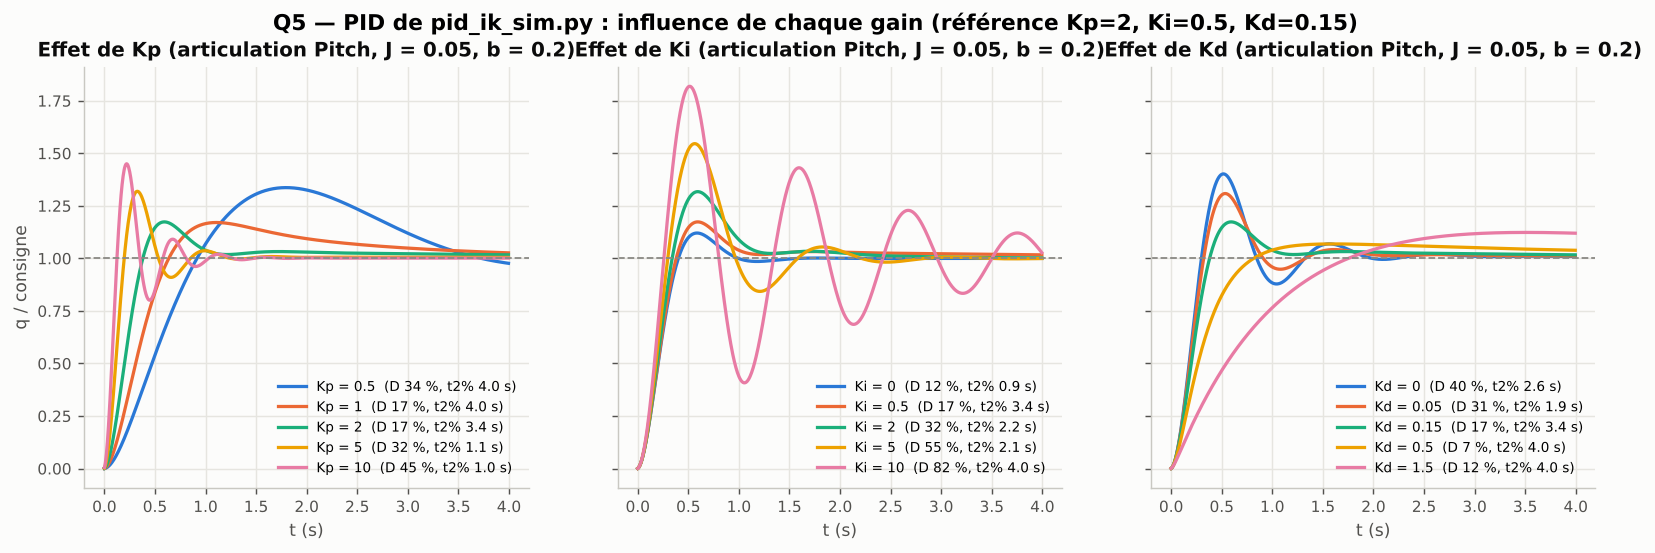 Q5 — PID de pid_ik_sim.py : influence de chaque gain (référence Kp=2, Ki=0.5, Kd=0.15)
Effet de Kp (articulation Pitch, J = 0.05, b = 0.2)
q / consigne
1.75
1.50
1.25
1.00
0.75
0.50
0.25
0.00
Kp = 0.5 (D 34 %, t2% 4.0 s)
Kp = 1 (D 17 %, t2% 4.0 s)
Kp = 2 (D 17 %, t2% 3.4 s)
Kp = 5 (D 32 %, t2% 1.1 s)
Kp = 10 (D 45 %, t2% 1.0 s)
0.0 0.5 1.0 1.5 2.0 2.5 3.0 3.5 4.0
t (s)
Effet de Ki (articulation Pitch, J = 0.05, b = 0.2)
Ki = 0 (D 12 %, t2% 0.9 s)
Ki = 0.5 (D 17 %, t2% 3.4 s)
Ki = 2 (D 32 %, t2% 2.2 s)
Ki = 5 (D 55 %, t2% 2.1 s)
Ki = 10 (D 82 %, t2% 4.0 s)
0.0 0.5 1.0 1.5 2.0 2.5 3.0 3.5 4.0
t (s)
Effet de Kd (articulation Pitch, J = 0.05, b = 0.2)
Kd = 0 (D 40 %, t2% 2.6 s)
Kd = 0.05 (D 31 %, t2% 1.9 s)
Kd = 0.15 (D 17 %, t2% 3.4 s)
Kd = 0.5 (D 7 %, t2% 4.0 s)
Kd = 1.5 (D 12 %, t2% 4.0 s)
0.0 0.5 1.0 1.5 2.0 2.5 3.0 3.5 4.0
t (s)